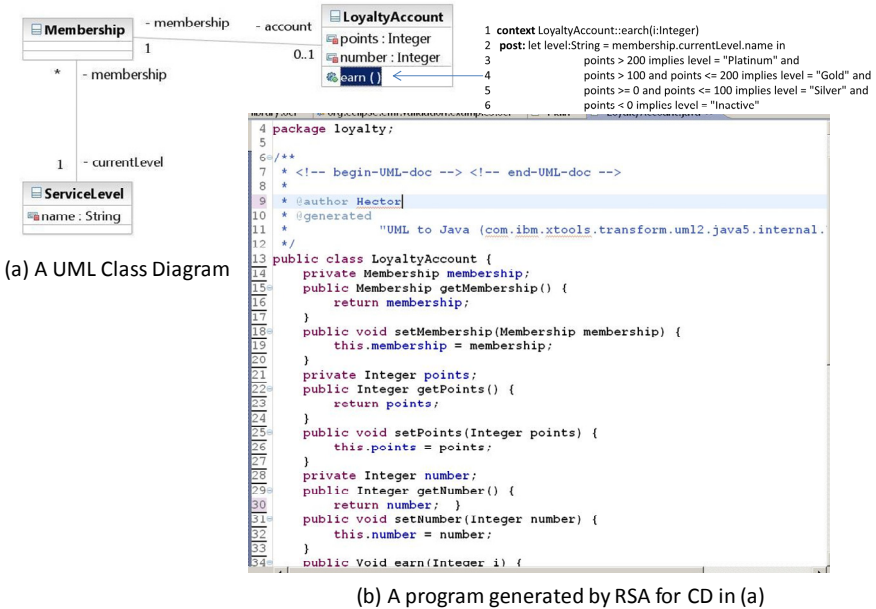 Membership
- membership
1
- account
0..1
LoyaltyAccount
points : Integer
number : Integer
earn ( )
*
- membership
1
- currentLevel
ServiceLevel
name : String
(a) A UML Class Diagram
1 context LoyaltyAccount::earch(i:Integer)
2 post: let level:String = membership.currentLevel.name in
3 points > 200 implies level = "Platinum" and
4 points > 100 and points <= 200 implies level = "Gold" and
5 points >= 0 and points <= 100 implies level = "Silver" and
6 points < 0 implies level = "Inactive"
4 package loyalty;
5
6 /**
7 * <!-- begin-UML-doc --> <!-- end-UML-doc -->
8 *
9 * @author Hector
10 * @generated
11 * "UML to Java (com.ibm.xtools.transform.uml2.java5.internal.
12 */
13 public class LoyaltyAccount {
14 private Membership membership;
15 public Membership getMembership() {
16 return membership;
17 }
18 public void setMembership(Membership membership) {
19 this.membership = membership;
20 }
21 private Integer points;
22 public Integer getPoints() {
23 return points;
24 }
25 public void setPoints(Integer points) {
26 this.points = points;
27 }
28 private Integer number;
29 public Integer getNumber() {
30 return number; }
31 public void setNumber(Integer number) {
32 this.number = number;
33 }
34 public Void earn(Integer i) {
(b) A program generated by RSA for CD in (a)